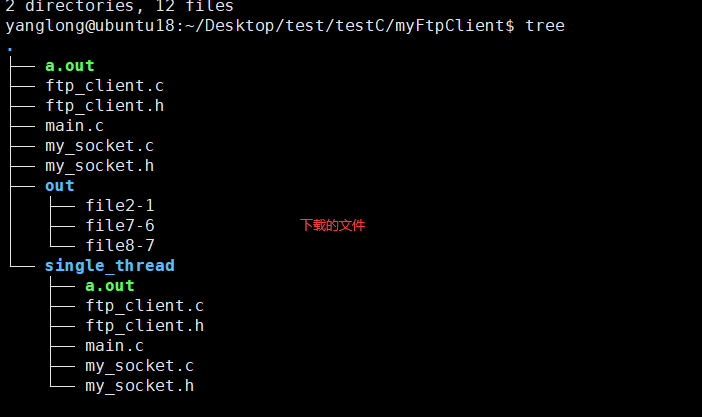 2 directories, 12 files
yanglong@ubuntu18:~/Desktop/test/testC/myFtpClient$ tree
.
├── a.out
├── ftp_client.c
├── ftp_client.h
├── main.c
├── my_socket.c
├── my_socket.h
├── out
│   ├── file2-1
│   ├── file7-6
│   └── file8-7
└── single_thread
    ├── a.out
    ├── ftp_client.c
    ├── ftp_client.h
    ├── main.c
    ├── my_socket.c
    └── my_socket.h
下载的文件